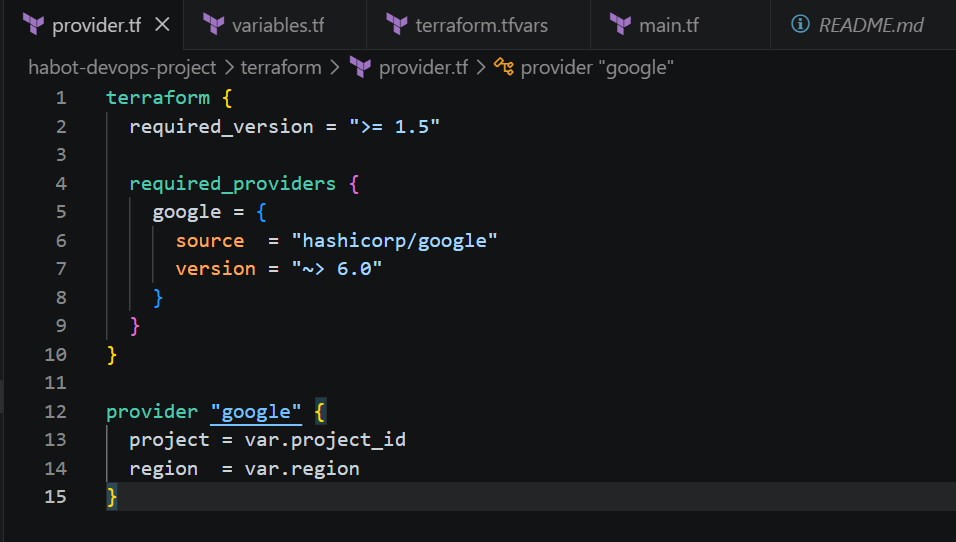 provider.tf
variables.tf
terraform.tfvars
main.tf
README.md
habot-devops-project > terraform > provider.tf > provider "google"
1 terraform {
2   required_version = ">= 1.5"
3
4   required_providers {
5     google = {
6       source  = "hashicorp/google"
7       version = "~> 6.0"
8     }
9   }
10 }
11
12 provider "google" {
13   project = var.project_id
14   region  = var.region
15 }